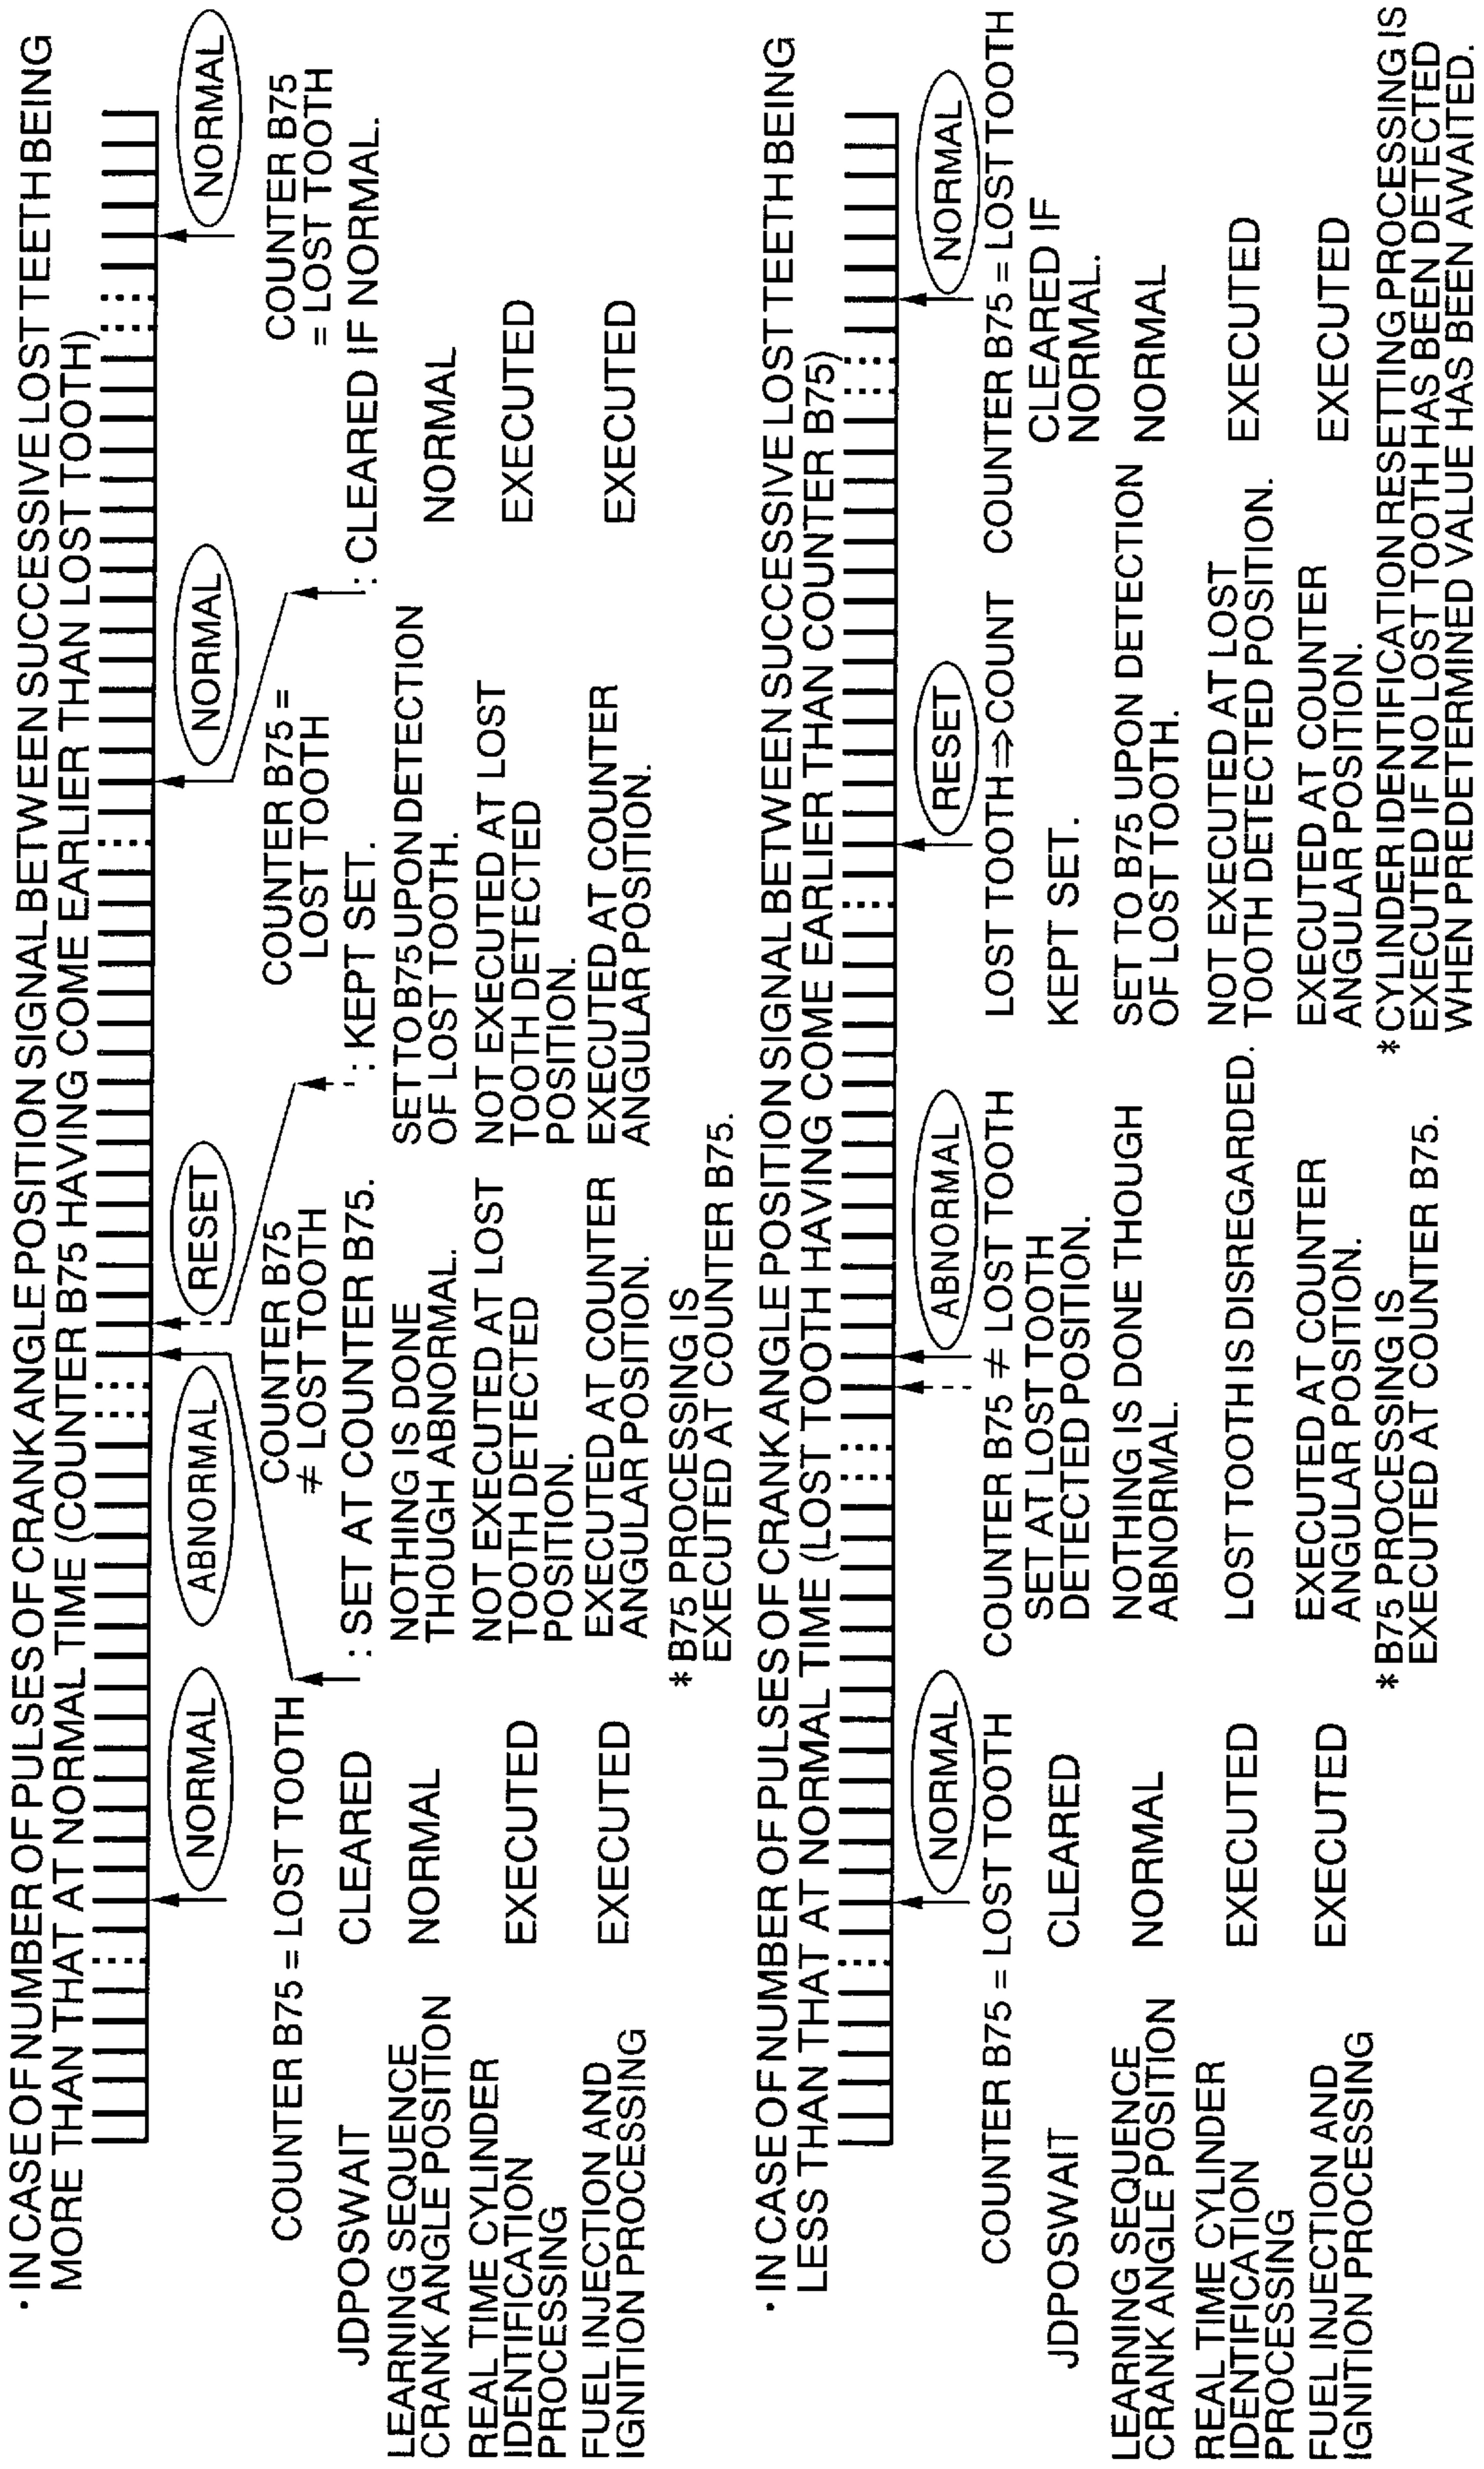 · IN CASE OF NUMBER OF PULSES OF CRANK ANGLE POSITION SIGNAL BETWEEN SUCCESSIVE LOST TEETH BEING
MORE THAN THAT AT NORMAL TIME (COUNTER B75 HAVING COME EARLIER THAN LOST TOOTH)
NORMAL
ABNORMAL
RESET
NORMAL
NORMAL
COUNTER B75 = LOST TOOTH
COUNTER B75
≠ LOST TOOTH
COUNTER B75 =
LOST TOOTH
COUNTER B75
= LOST TOOTH
JDPOSWAIT
CLEARED
: SET AT COUNTER B75.
: KEPT SET.
: CLEARED IF NORMAL.
LEARNING SEQUENCE
CRANK ANGLE POSITION
NORMAL
NOTHING IS DONE
THOUGH ABNORMAL.
SET TO B75 UPON DETECTION
OF LOST TOOTH.
NORMAL
REAL TIME CYLINDER
IDENTIFICATION
PROCESSING
EXECUTED
NOT EXECUTED AT LOST
TOOTH DETECTED
POSITION.
NOT EXECUTED AT LOST
TOOTH DETECTED
POSITION.
EXECUTED
FUEL INJECTION AND
IGNITION PROCESSING
EXECUTED
EXECUTED AT COUNTER
ANGULAR POSITION.
EXECUTED AT COUNTER
ANGULAR POSITION.
EXECUTED
* B75 PROCESSING IS
EXECUTED AT COUNTER B75.
· IN CASE OF NUMBER OF PULSES OF CRANK ANGLE POSITION SIGNAL BETWEEN SUCCESSIVE LOST TEETH BEING
LESS THAN THAT AT NORMAL TIME (LOST TOOTH HAVING COME EARLIER THAN COUNTER B75)
NORMAL
ABNORMAL
RESET
NORMAL
COUNTER B75 = LOST TOOTH
COUNTER B75 ≠ LOST TOOTH
LOST TOOTH ⇒ COUNT
COUNTER B75 = LOST TOOTH
JDPOSWAIT
CLEARED
SET AT LOST TOOTH
DETECTED POSITION.
KEPT SET.
CLEARED IF
NORMAL.
LEARNING SEQUENCE
CRANK ANGLE POSITION
NORMAL
NOTHING IS DONE THOUGH
ABNORMAL.
SET TO B75 UPON DETECTION
OF LOST TOOTH.
NORMAL
REAL TIME CYLINDER
IDENTIFICATION
PROCESSING
EXECUTED
LOST TOOTH IS DISREGARDED.
NOT EXECUTED AT LOST
TOOTH DETECTED POSITION.
EXECUTED
FUEL INJECTION AND
IGNITION PROCESSING
EXECUTED
EXECUTED AT COUNTER
ANGULAR POSITION.
EXECUTED AT COUNTER
ANGULAR POSITION.
EXECUTED
* B75 PROCESSING IS
EXECUTED AT COUNTER B75.
* CYLINDER IDENTIFICATION RESETTING PROCESSING IS
EXECUTED IF NO LOST TOOTH HAS BEEN DETECTED
WHEN PREDETERMINED VALUE HAS BEEN AWAITED.